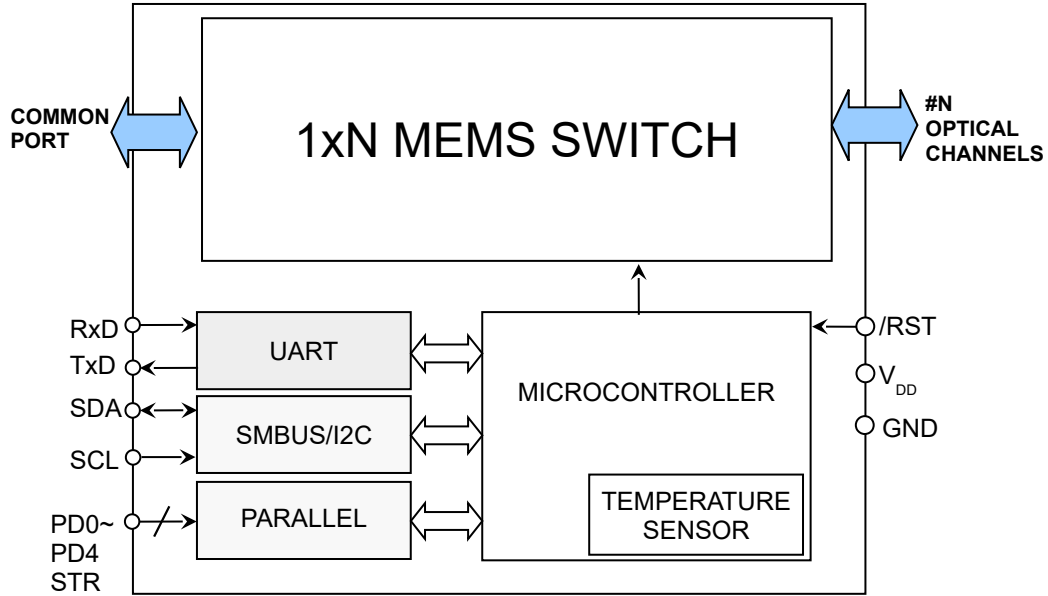 COMMON
PORT
1xN MEMS SWITCH
#N
OPTICAL
CHANNELS
RxD
TxD
SDA
SCL
PD0~
PD4
STR
UART
SMBUS/I2C
PARALLEL
MICROCONTROLLER
TEMPERATURE
SENSOR
/RST
VDD
GND